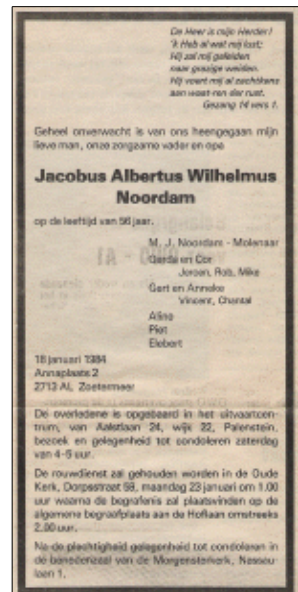 De Heer is mijn Herder!
'k Heb al wat mij lust;
Hij zal mij geleiden
naar grazige weiden.
Hij voert mij al zachtkens
aan waat'ren der rust.
Gezang 14 vers 1.
Geheel onverwacht is van ons heengegaan mijn
lieve man, onze zorgzame vader en opa
Jacobus Albertus Wilhelmus
Noordam
op de leeftijd van 56 jaar.
M. J. Noordam - Molenaar
Gerda en Cor
Jeroen, Rob, Mike
Gert en Anneke
Vincent, Chantal
Aline
Piet
Elebert
18 januari 1984
Annaplaats 2
2713 AL Zoetermeer
De overledene is opgebaard in het uitvaartcen-
trum, van Aalstlaan 24, wijk 22, Palenstein,
bezoek en gelegenheid tot condoleren zaterdag
van 4-5 uur.
De rouwdienst zal gehouden worden in de Oude
Kerk, Dorpsstraat 59, maandag 23 januari om 1.00
uur waarna de begrafenis zal plaatsvinden op de
algemene begraafplaats aan de Hoflaan omstreeks
2.00 uur.
Na de plechtigheid gelegenheid tot condoleren in
de benedenzaal van de Morgensterkerk, Nassau-
laan 1.